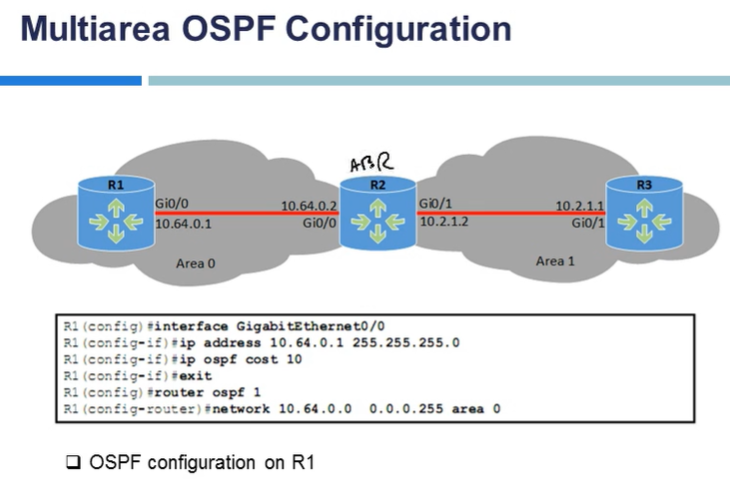 Multiarea OSPF Configuration
ABR
R1
R2
R3
Gi0/0
10.64.0.2
Gi0/1
10.2.1.1
10.64.0.1
Gi0/0
10.2.1.2
Gi0/1
Area 0
Area 1
R1(config)#interface GigabitEthernet0/0
R1(config-if)#ip address 10.64.0.1 255.255.255.0
R1(config-if)#ip ospf cost 10
R1(config-if)#exit
R1(config)#router ospf 1
R1(config-router)#network 10.64.0.0 0.0.0.255 area 0
OSPF configuration on R1